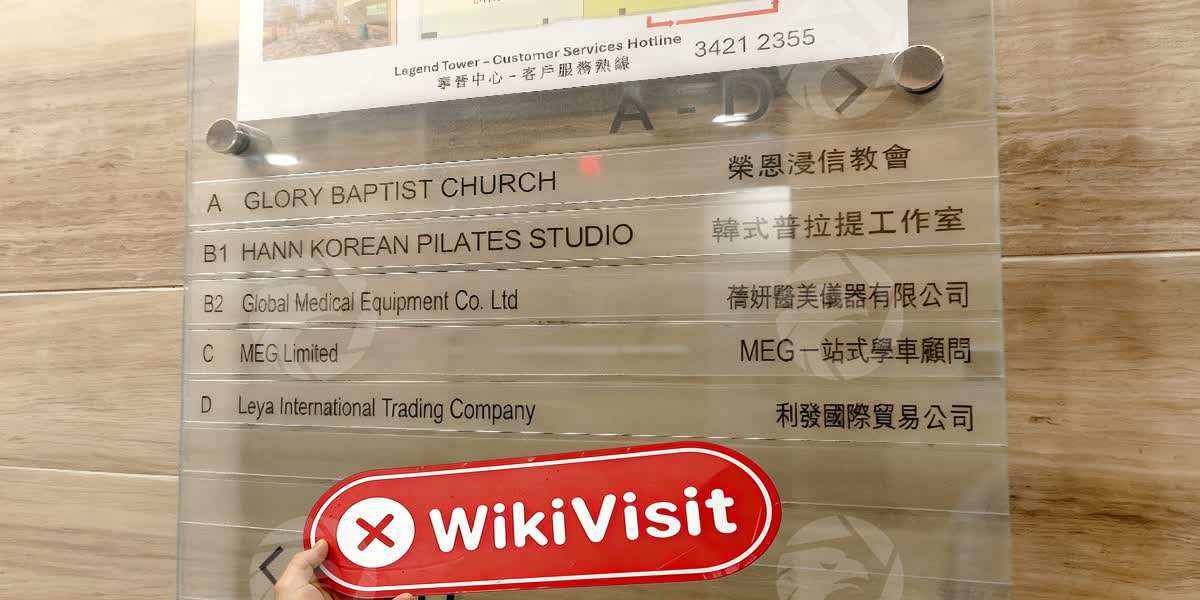 Legend Tower – Customer Services Hotline 3421 2355
寧晉中心 - 客戶服務熱線
A - D >
A GLORY BAPTIST CHURCH 榮恩浸信教會
B1 HANN KOREAN PILATES STUDIO 韓式普拉提工作室
B2 Global Medical Equipment Co. Ltd 蓓妍醫美儀器有限公司
C MEG Limited MEG一站式學車顧問
D Leya International Trading Company 利發國際貿易公司
WikiVisit